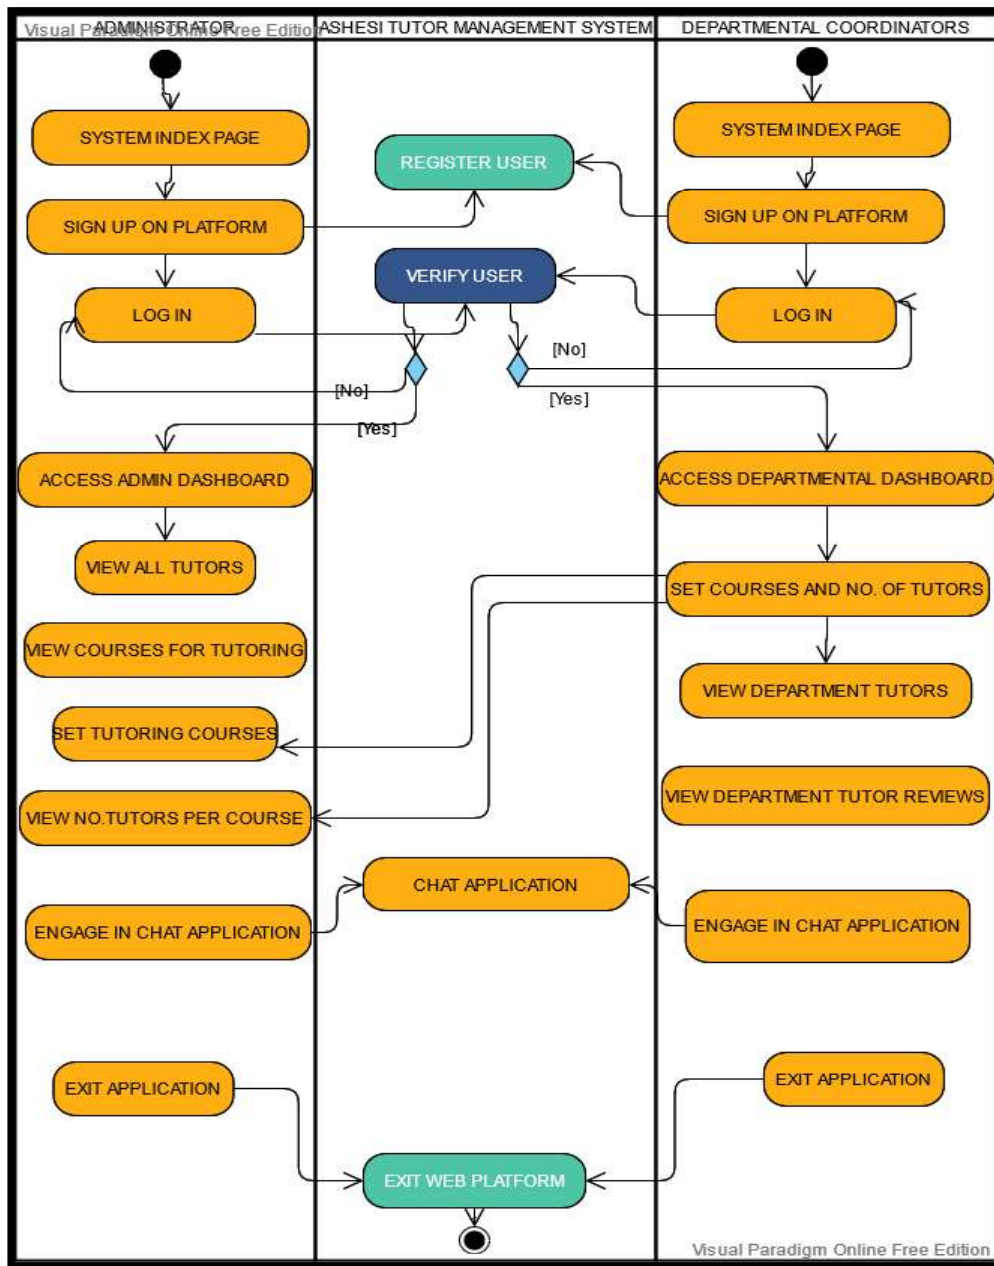 ADMINISTRATOR
Visual Paradigm Online Free Edition
ASHESI TUTOR MANAGEMENT SYSTEM
DEPARTMENTAL COORDINATORS
SYSTEM INDEX PAGE
SYSTEM INDEX PAGE
REGISTER USER
SIGN UP ON PLATFORM
SIGN UP ON PLATFORM
VERIFY USER
LOG IN
LOG IN
[No]
[No]
[Yes]
[Yes]
ACCESS ADMIN DASHBOARD
ACCESS DEPARTMENTAL DASHBOARD
VIEW ALL TUTORS
SET COURSES AND NO. OF TUTORS
VIEW COURSES FOR TUTORING
VIEW DEPARTMENT TUTORS
SET TUTORING COURSES
VIEW DEPARTMENT TUTOR REVIEWS
VIEW NO.TUTORS PER COURSE
CHAT APPLICATION
ENGAGE IN CHAT APPLICATION
ENGAGE IN CHAT APPLICATION
EXIT APPLICATION
EXIT APPLICATION
EXIT WEB PLATFORM
Visual Paradigm Online Free Edition